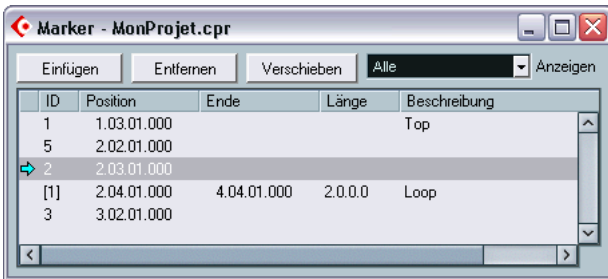 Marker - MonProjet.cpr
Einfügen Entfernen Verschieben Alle Anzeigen
ID Position Ende Länge Beschreibung
1 1.03.01.000 Top
5 2.02.01.000
2 2.03.01.000
[1] 2.04.01.000 4.04.01.000 2.0.0.0 Loop
3 3.02.01.000